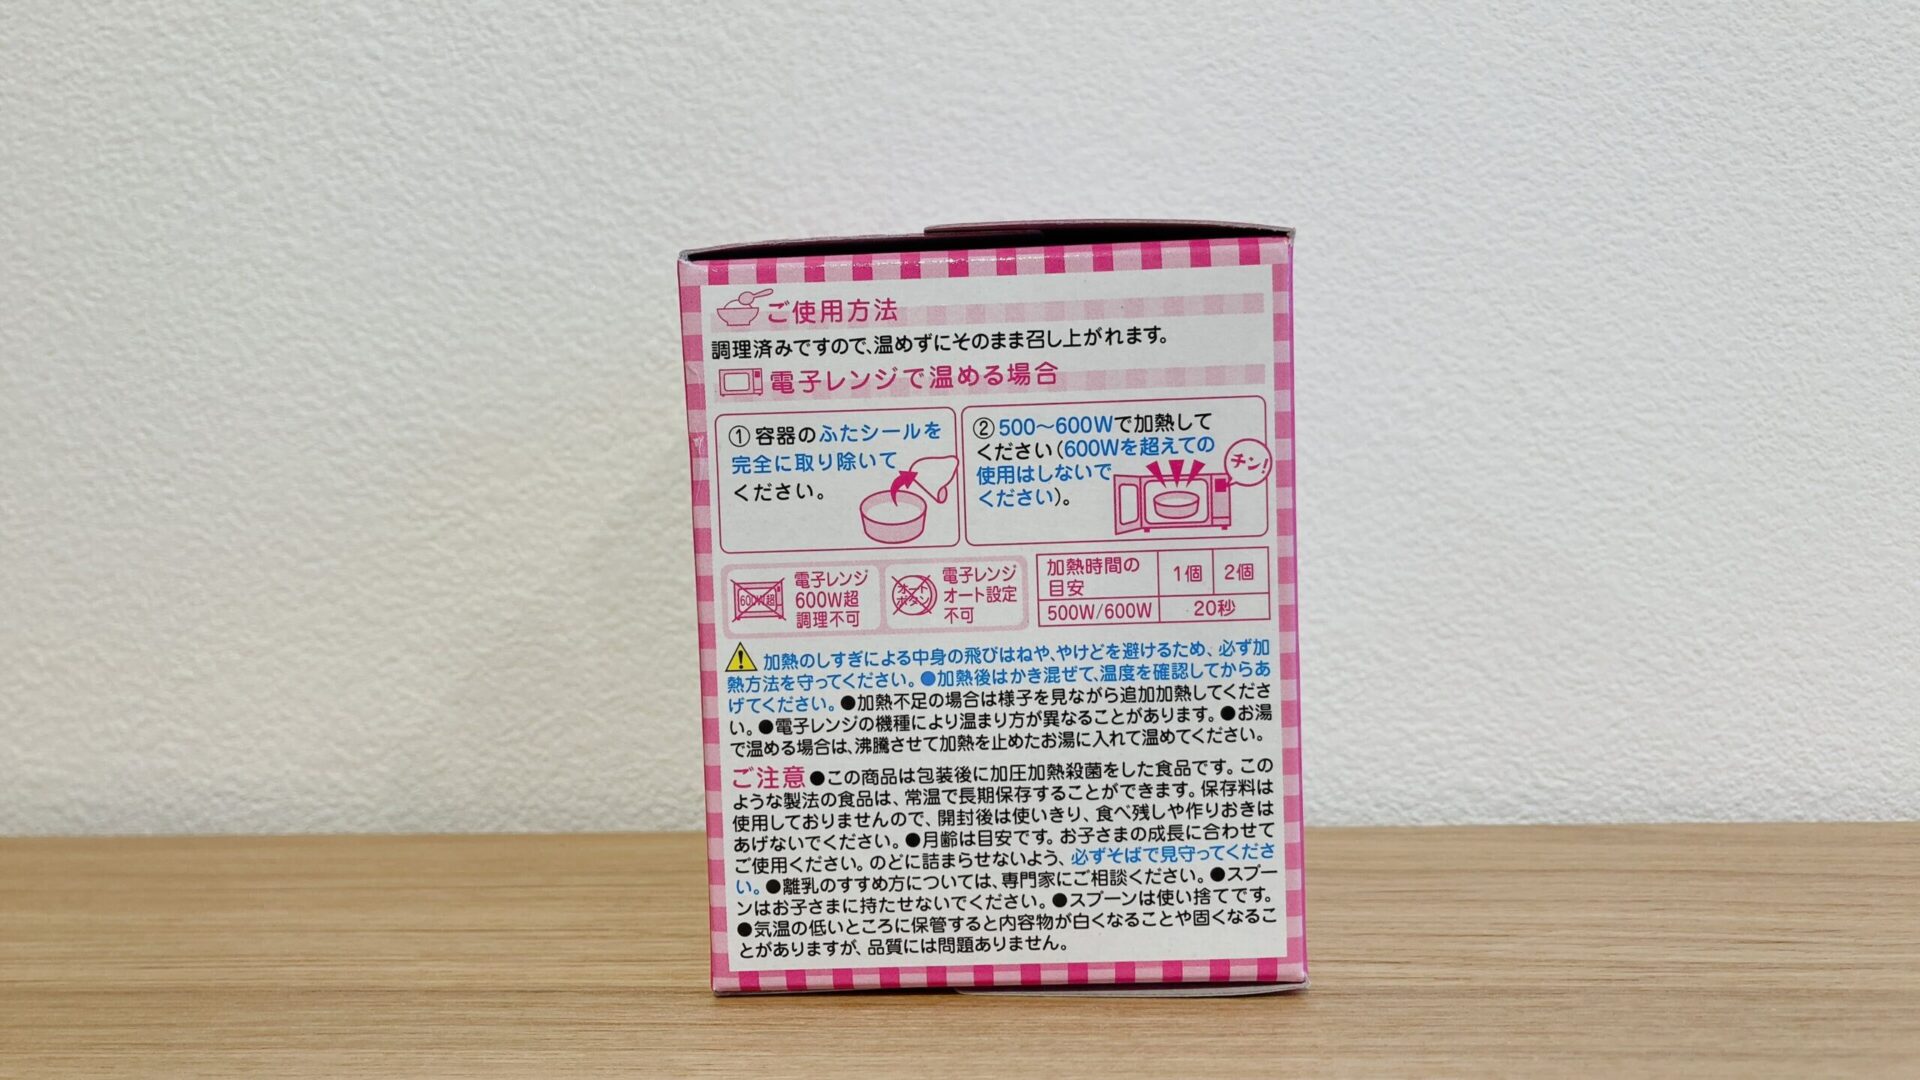 ご使用方法
調理済みですので、温めずにそのまま召し上がれます。
電子レンジで温める場合
①容器のふたシールを
完全に取り除いて
ください。
②500～600Wで加熱して
ください(600Wを超えての
使用はしないで
ください)。
チン!
600W超
電子レンジ
600W超
調理不可
オート
ボタン
電子レンジ
オート設定
不可
加熱時間の
目安
1個
2個
500W/600W
20秒
加熱のしすぎによる中身の飛びはねや、やけどを避けるため、必ず加
熱方法を守ってください。●加熱後はかき混ぜて、温度を確認してからあ
げてください。●加熱不足の場合は様子を見ながら追加加熱してくださ
い。●電子レンジの機種により温まり方が異なることがあります。●お湯
で温める場合は、沸騰させて加熱を止めたお湯に入れて温めてください。
ご注意●この商品は包装後に加圧加熱殺菌をした食品です。この
ような製法の食品は、常温で長期保存することができます。保存料は
使用しておりませんので、開封後は使いきり、食べ残しや作りおきは
あげないでください。●月齢は目安です。お子さまの成長に合わせて
ご使用ください。のどに詰まらせないよう、必ずそばで見守ってくださ
い。●離乳のすすめ方については、専門家にご相談ください。●スプー
ンはお子さまに持たせないでください。●スプーンは使い捨てです。
●気温の低いところに保管すると内容物が白くなることや固くなるこ
とがありますが、品質には問題ありません。